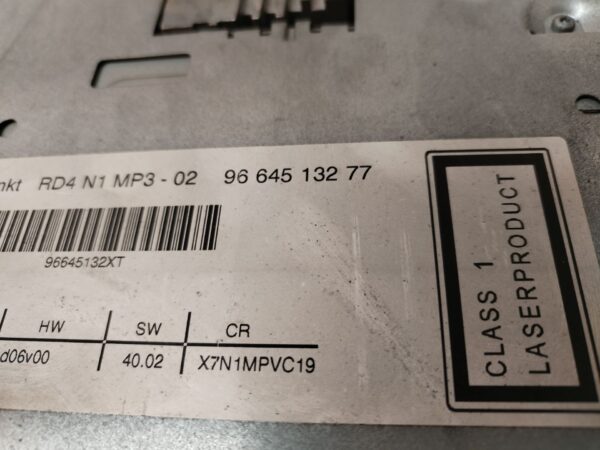 nkt RD4 N1 MP3 - 02 96 645 132 77
96645132XT
HW SW CR
d06v00 40.02 X7N1MPVC19
CLASS 1
LASERPRODUCT